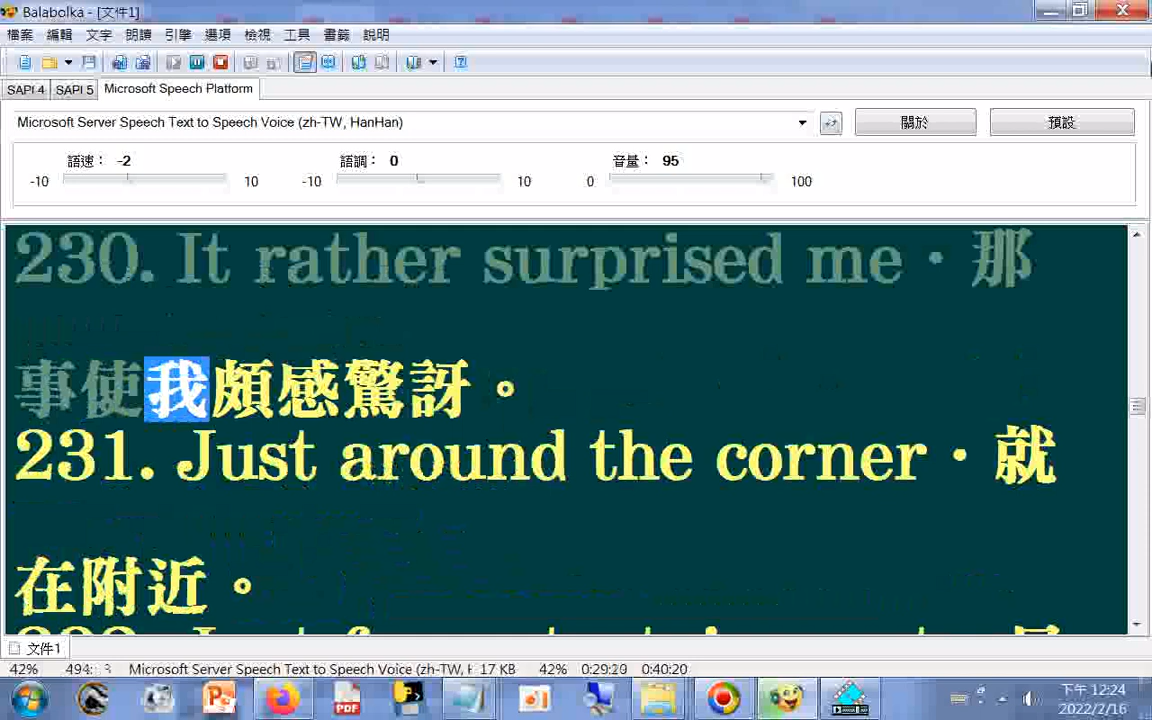 Balabolka - [文件1]
檔案 編輯 文字 朗讀 引擎 選項 檢視 工具 書籤 說明
SAPI 4 SAPI 5 Microsoft Speech Platform
Microsoft Server Speech Text to Speech Voice (zh-TW, HanHan) 關於 預設
語速： -2 語調： 0 音量： 95
-10 10 -10 10 0 100
230. It rather surprised me · 那
事使我頗感驚訝。
231. Just around the corner · 就
在附近。
文件1
42% Microsoft Server Speech Text to Speech Voice (zh-TW, 17 KB 42% 0:29:20 0:40:20
PDF
下午 12:24
2022/2/16